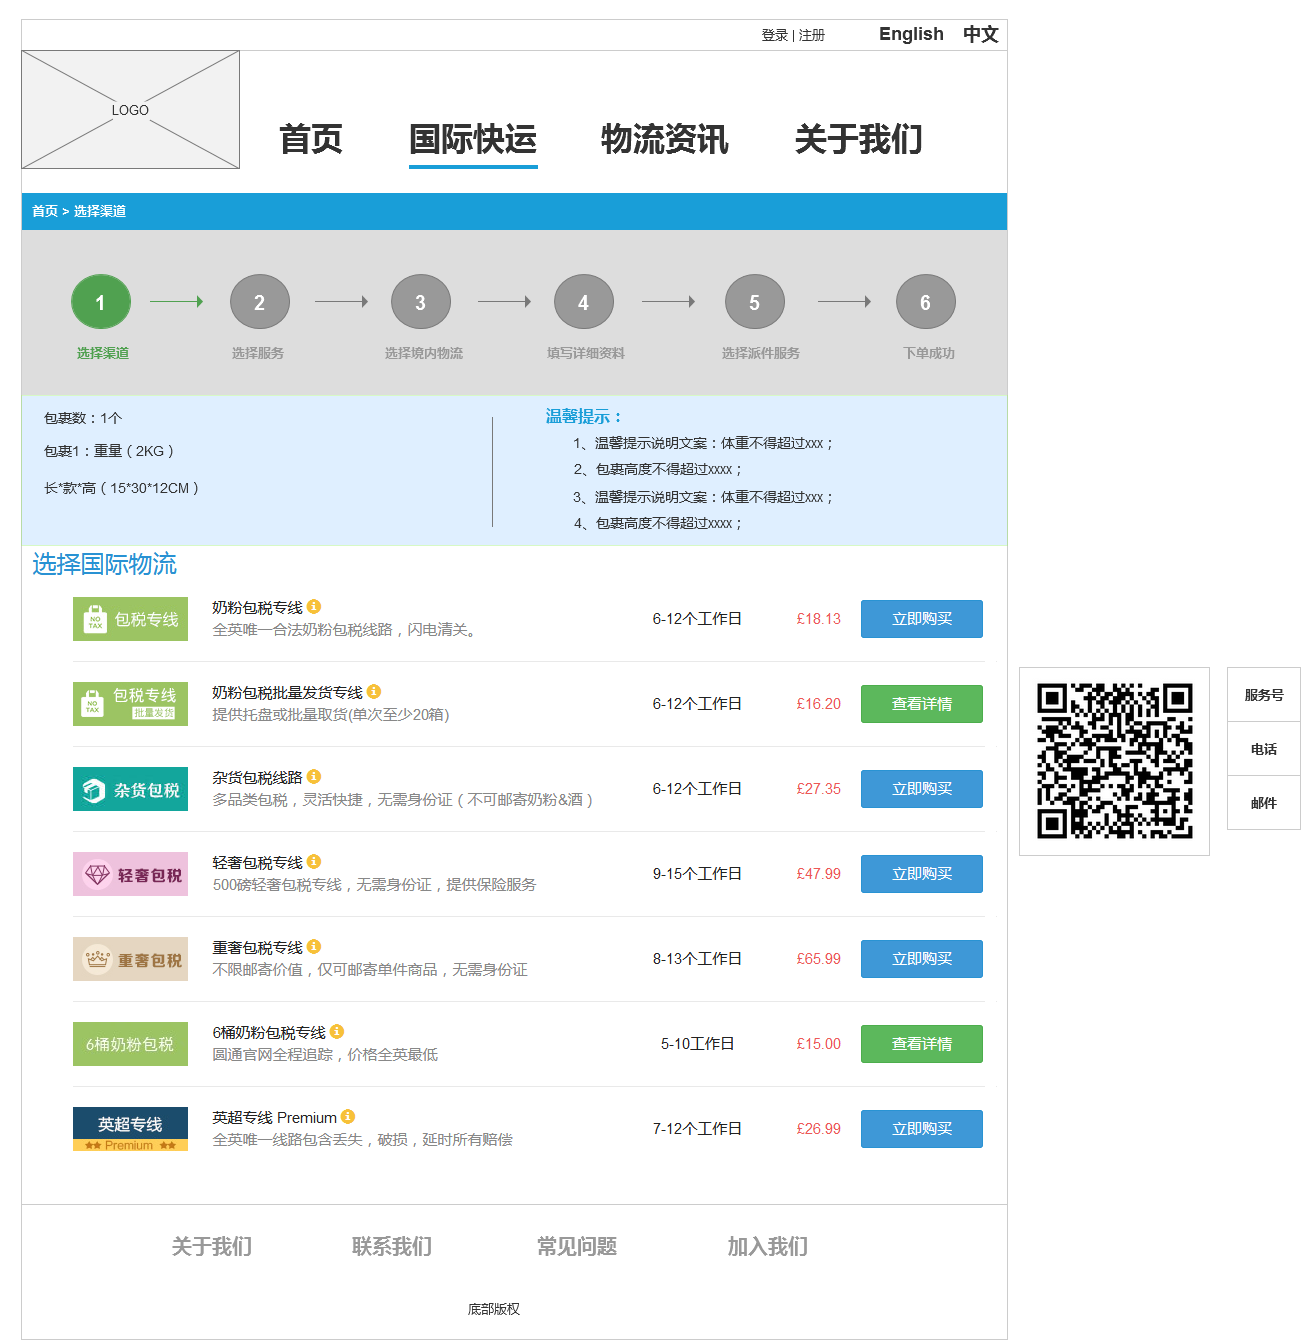 登录 | 注册
English 中文
LOGO
首页 国际快运 物流资讯 关于我们
首页 > 选择渠道
1 2 3 4 5 6
选择渠道 选择服务 选择境内物流 填写详细资料 选择派件服务 下单成功
包裹数：1个
包裹1：重量（2KG）
长*款*高（15*30*12CM）
温馨提示：
1、温馨提示说明文案：体重不得超过xxx；
2、包裹高度不得超过xxxx；
3、温馨提示说明文案：体重不得超过xxx；
4、包裹高度不得超过xxxx；
选择国际物流
NO TAX 包税专线
奶粉包税专线
全英唯一合法奶粉包税线路，闪电清关。
6-12个工作日 £18.13 立即购买
NO TAX 包税专线 批量发货
奶粉包税批量发货专线
提供托盘或批量取货(单次至少20箱)
6-12个工作日 £16.20 查看详情
杂货包税
杂货包税线路
多品类包税，灵活快捷，无需身份证（不可邮寄奶粉&酒）
6-12个工作日 £27.35 立即购买
轻奢包税
轻奢包税专线
500磅轻奢包税专线，无需身份证，提供保险服务
9-15个工作日 £47.99 立即购买
重奢包税
重奢包税专线
不限邮寄价值，仅可邮寄单件商品，无需身份证
8-13个工作日 £65.99 立即购买
6桶奶粉包税
6桶奶粉包税专线
圆通官网全程追踪，价格全英最低
5-10工作日 £15.00 查看详情
英超专线
Premium
英超专线 Premium
全英唯一线路包含丢失，破损，延时所有赔偿
7-12个工作日 £26.99 立即购买
服务号
电话
邮件
关于我们 联系我们 常见问题 加入我们
底部版权